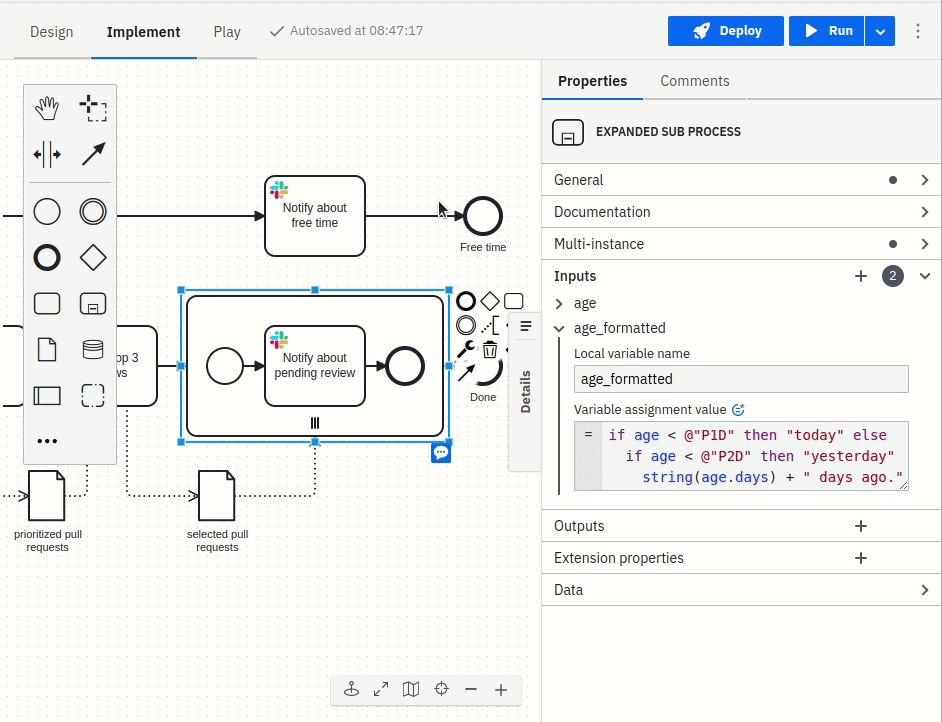 Design
Implement
Play
Autosaved at 08:47:17
Deploy
Run
Properties
Comments
EXPANDED SUB PROCESS
General
Documentation
Multi-instance
Inputs
2
age
age_formatted
Local variable name
age_formatted
Variable assignment value
= if age < @"P1D" then "today" else
if age < @"P2D" then "yesterday"
string(age.days) + " days ago."
Outputs
Extension properties
Data
Details
Notify about
free time
Free time
Notify about
pending review
Done
op 3
ws
prioritized pull
requests
selected pull
requests